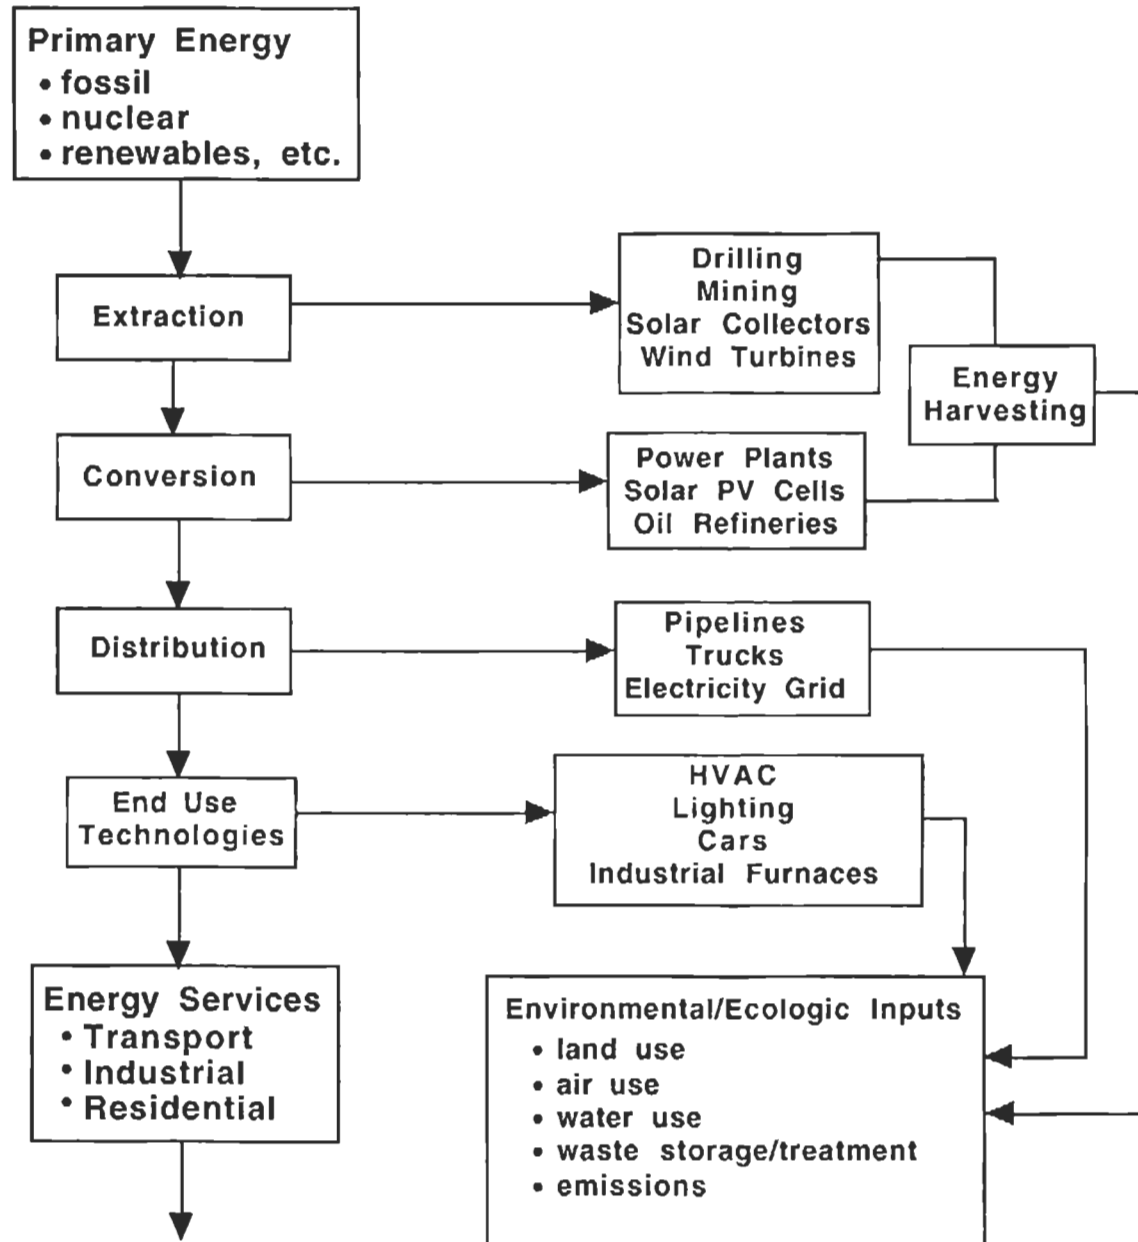 Primary Energy
• fossil
• nuclear
• renewables, etc.
Extraction
Drilling
Mining
Solar Collectors
Wind Turbines
Energy
Harvesting
Conversion
Power Plants
Solar PV Cells
Oil Refineries
Distribution
Pipelines
Trucks
Electricity Grid
End Use
Technologies
HVAC
Lighting
Cars
Industrial Furnaces
Energy Services
• Transport
• Industrial
• Residential
Environmental/Ecologic Inputs
• land use
• air use
• water use
• waste storage/treatment
• emissions